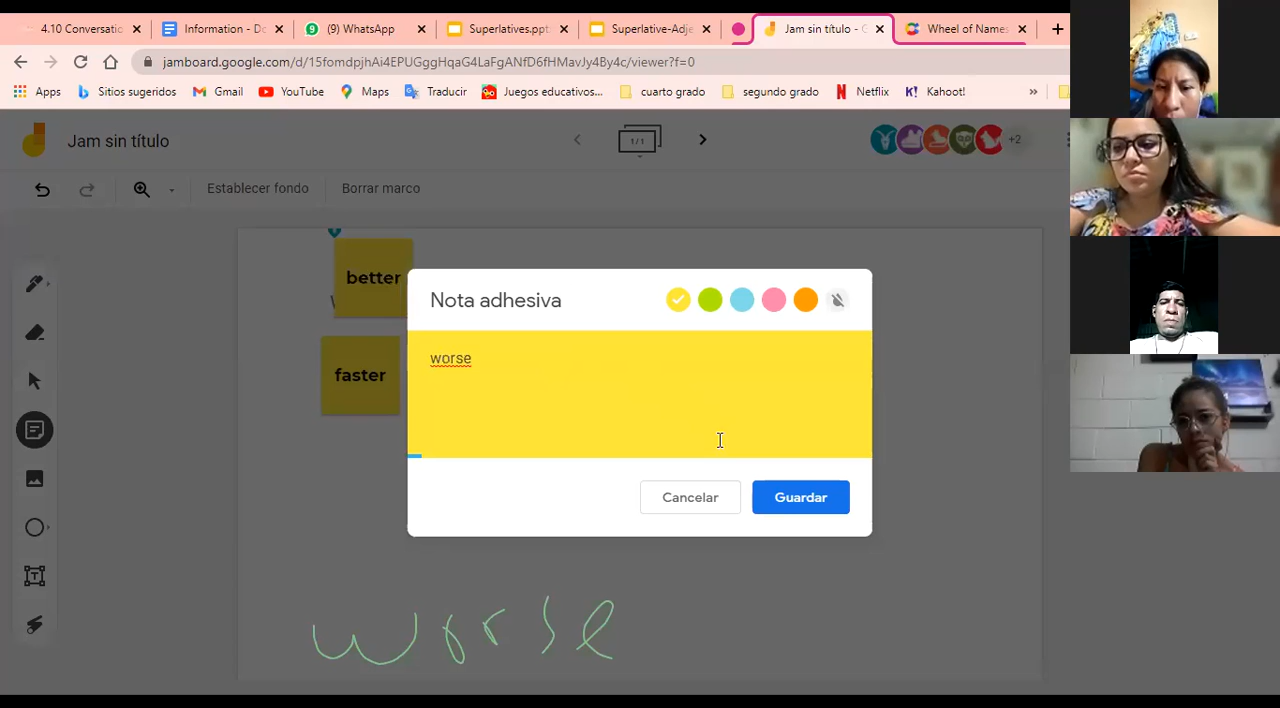 4.10 Conversatio
Information - Do
(9) WhatsApp
Superlatives.ppt
Superlative-Adje
Jam sin título - G
Wheel of Names
jamboard.google.com/d/15fomdpjhAi4EPUGggHqaG4LaFgANfD6fHMavJy4By4c/viewer?f=0
Apps
Sitios sugeridos
Gmail
YouTube
Maps
Traducir
Juegos educativos...
cuarto grado
segundo grado
Netflix
Kahoot!
Jam sin título
1/1
+2
Establecer fondo
Borrar marco
better
faster
Nota adhesiva
worse
Cancelar
Guardar
worse